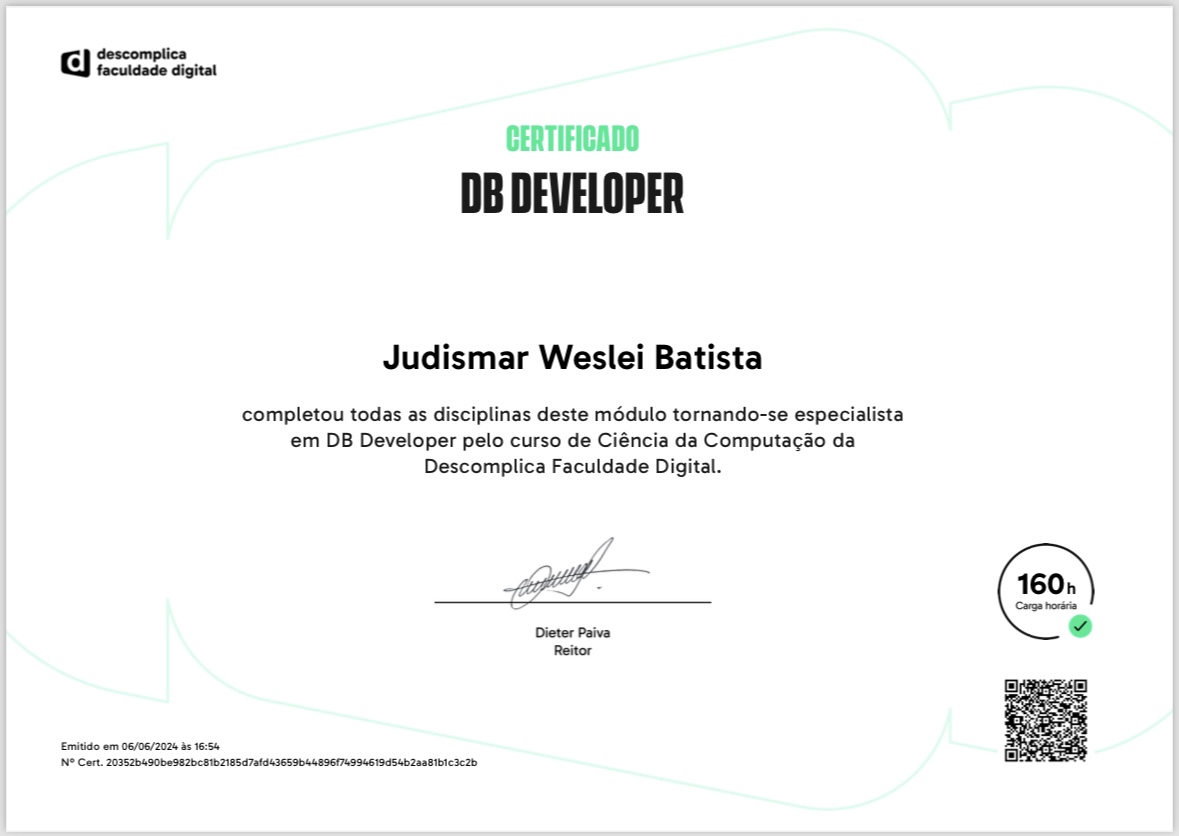 descomplica
faculdade digital
CERTIFICADO
DB DEVELOPER
Judismar Weslei Batista
completou todas as disciplinas deste módulo tornando-se especialista
em DB Developer pelo curso de Ciência da Computação da
Descomplica Faculdade Digital.
160h
Carga horária
Dieter Paiva
Reitor
Emitido em 06/06/2024 às 16:54
Nº Cert. 20352b490be982bc81b2185d7afd43659b44896f74994619d54b2aa81b1c3c2b